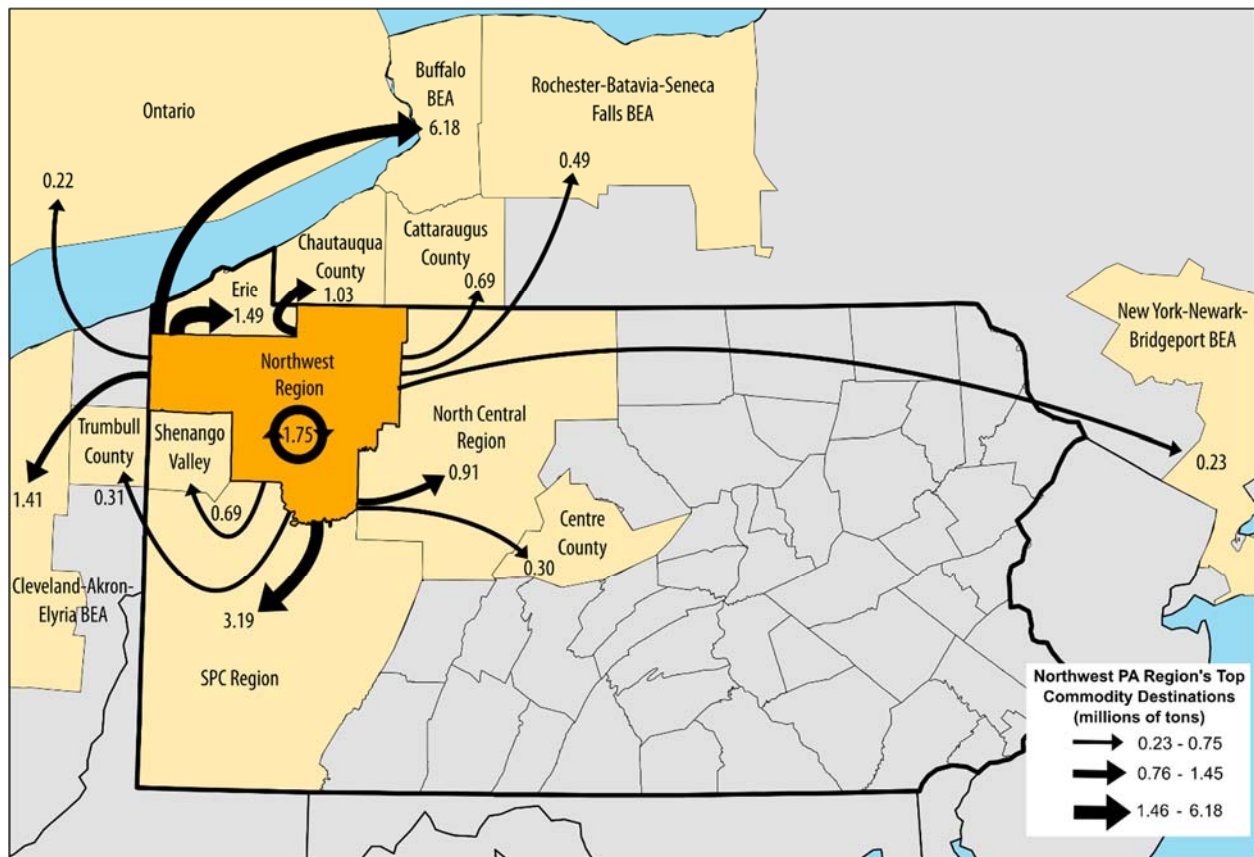 Ontario
0.22
Buffalo
BEA
6.18
Rochester-Batavia-Seneca
Falls BEA
0.49
Chautauqua
County
1.03
Cattaraugus
County
0.69
Erie
1.49
Northwest
Region
1.75
New York-Newark-
Bridgeport BEA
0.23
North Central
Region
0.91
Trumbull
County
0.31
Shenango
Valley
0.69
1.41
Centre
County
0.30
Cleveland-Akron-
Elyria BEA
3.19
SPC Region
Northwest PA Region's Top
Commodity Destinations
(millions of tons)
0.23 - 0.75
0.76 - 1.45
1.46 - 6.18